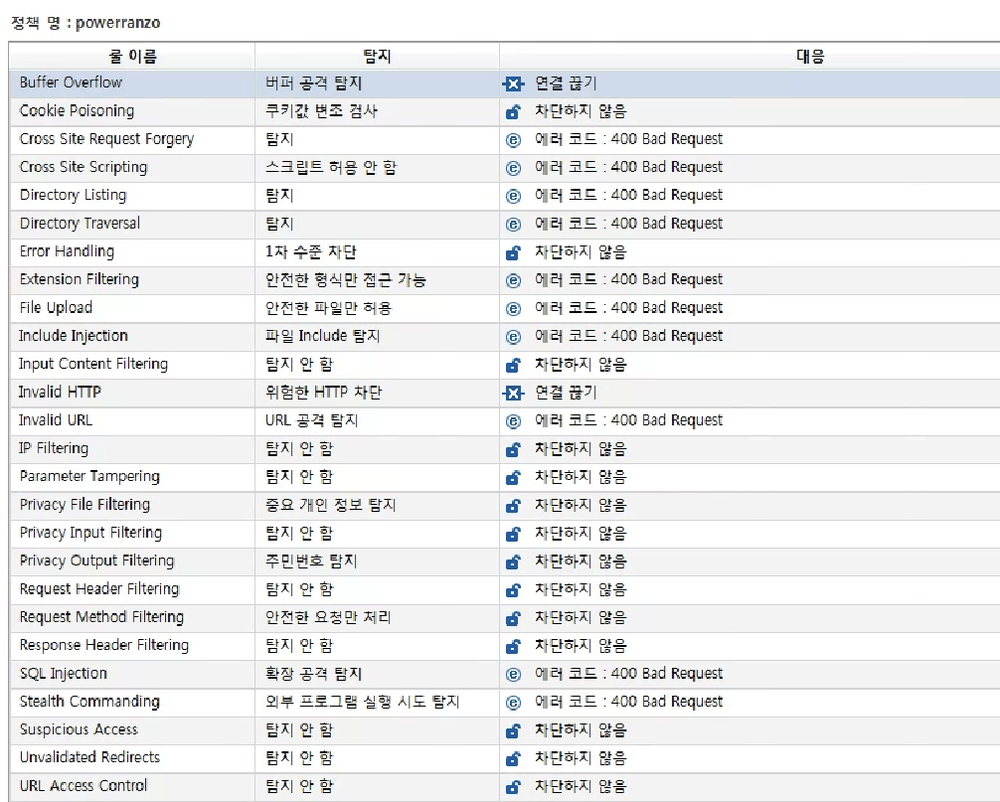 정책 명 : powerranzo
룰 이름 탐지 대응
Buffer Overflow 버퍼 공격 탐지 연결 끊기
Cookie Poisoning 쿠키값 변조 검사 차단하지 않음
Cross Site Request Forgery 탐지 에러 코드 : 400 Bad Request
Cross Site Scripting 스크립트 허용 안 함 에러 코드 : 400 Bad Request
Directory Listing 탐지 에러 코드 : 400 Bad Request
Directory Traversal 탐지 에러 코드 : 400 Bad Request
Error Handling 1차 수준 차단 차단하지 않음
Extension Filtering 안전한 형식만 접근 가능 에러 코드 : 400 Bad Request
File Upload 안전한 파일만 허용 에러 코드 : 400 Bad Request
Include Injection 파일 Include 탐지 에러 코드 : 400 Bad Request
Input Content Filtering 탐지 안 함 차단하지 않음
Invalid HTTP 위험한 HTTP 차단 연결 끊기
Invalid URL URL 공격 탐지 에러 코드 : 400 Bad Request
IP Filtering 탐지 안 함 차단하지 않음
Parameter Tampering 탐지 안 함 차단하지 않음
Privacy File Filtering 중요 개인 정보 탐지 차단하지 않음
Privacy Input Filtering 탐지 안 함 차단하지 않음
Privacy Output Filtering 주민번호 탐지 차단하지 않음
Request Header Filtering 탐지 안 함 차단하지 않음
Request Method Filtering 안전한 요청만 처리 차단하지 않음
Response Header Filtering 탐지 안 함 차단하지 않음
SQL Injection 확장 공격 탐지 에러 코드 : 400 Bad Request
Stealth Commanding 외부 프로그램 실행 시도 탐지 에러 코드 : 400 Bad Request
Suspicious Access 탐지 안 함 차단하지 않음
Unvalidated Redirects 탐지 안 함 차단하지 않음
URL Access Control 탐지 안 함 차단하지 않음